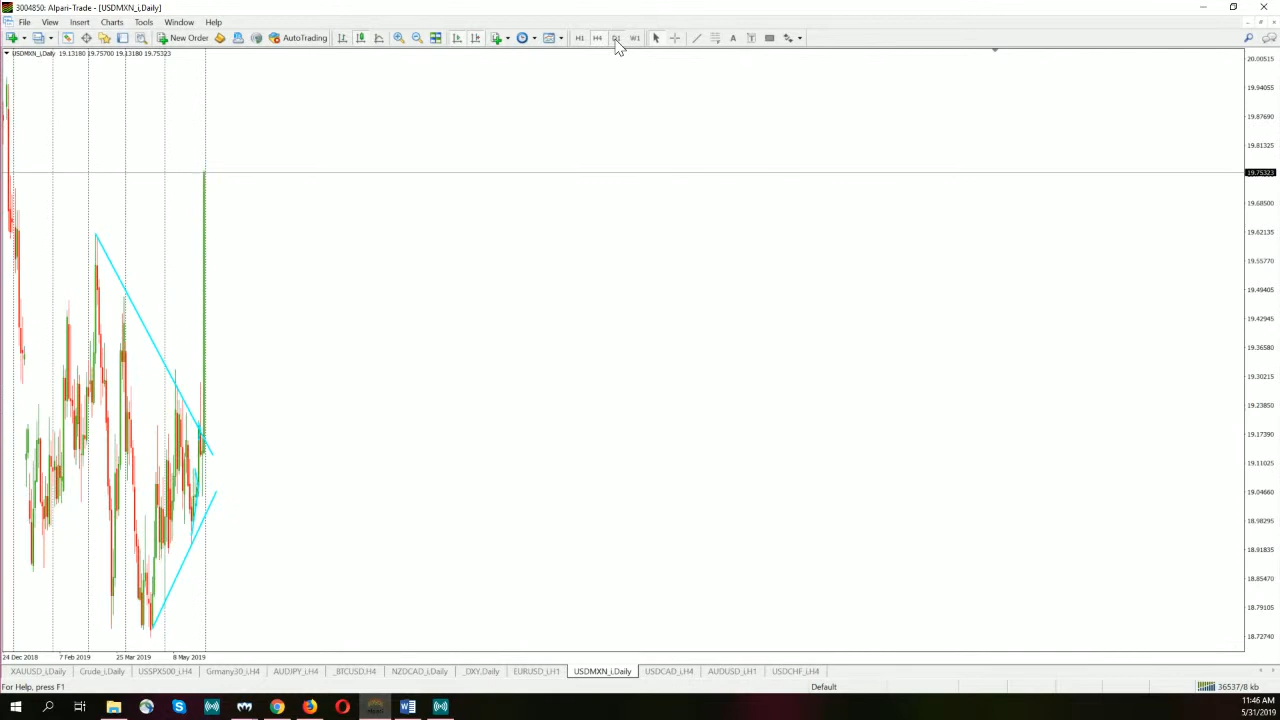 3004850: Alpari-Trade - [USDMXN_i,Daily]
File View Insert Charts Tools Window Help
New Order AutoTrading H1 H4 D1 W1 A T
USDMXN_i,Daily 19.13180 19.75700 19.03296 19.75323
20.00515
19.94055
19.87690
19.81325
19.75323
19.68500
19.62135
19.55770
19.49405
19.42945
19.36580
19.30215
19.23850
19.17390
19.11025
19.04660
18.98295
18.91835
18.85470
18.79105
18.72740
24 Dec 2018 7 Feb 2019 25 Mar 2019 8 May 2019
XAUUSD_i,Daily Crude_i,Daily USSPX500_i,H4 Grmany30_i,H4 AUDJPY_i,H4 _BTCUSD,H4 NZDCAD_i,Daily _DXY,Daily EURUSD_i,H1 USDMXN_i,Daily USDCAD_i,H4 AUDUSD_i,H1 USDCHF_i,H4
For Help, press F1 Default 36537/8 kb
11:46 AM
5/31/2019